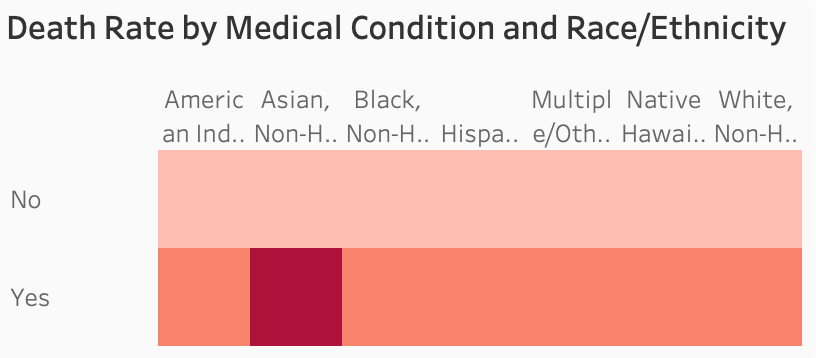 Death Rate by Medical Condition and Race/Ethnicity
Americ Asian, Black, Multipl Native White,
an Ind.. Non-H.. Non-H.. Hispa.. e/Oth.. Hawai.. Non-H..
No
Yes